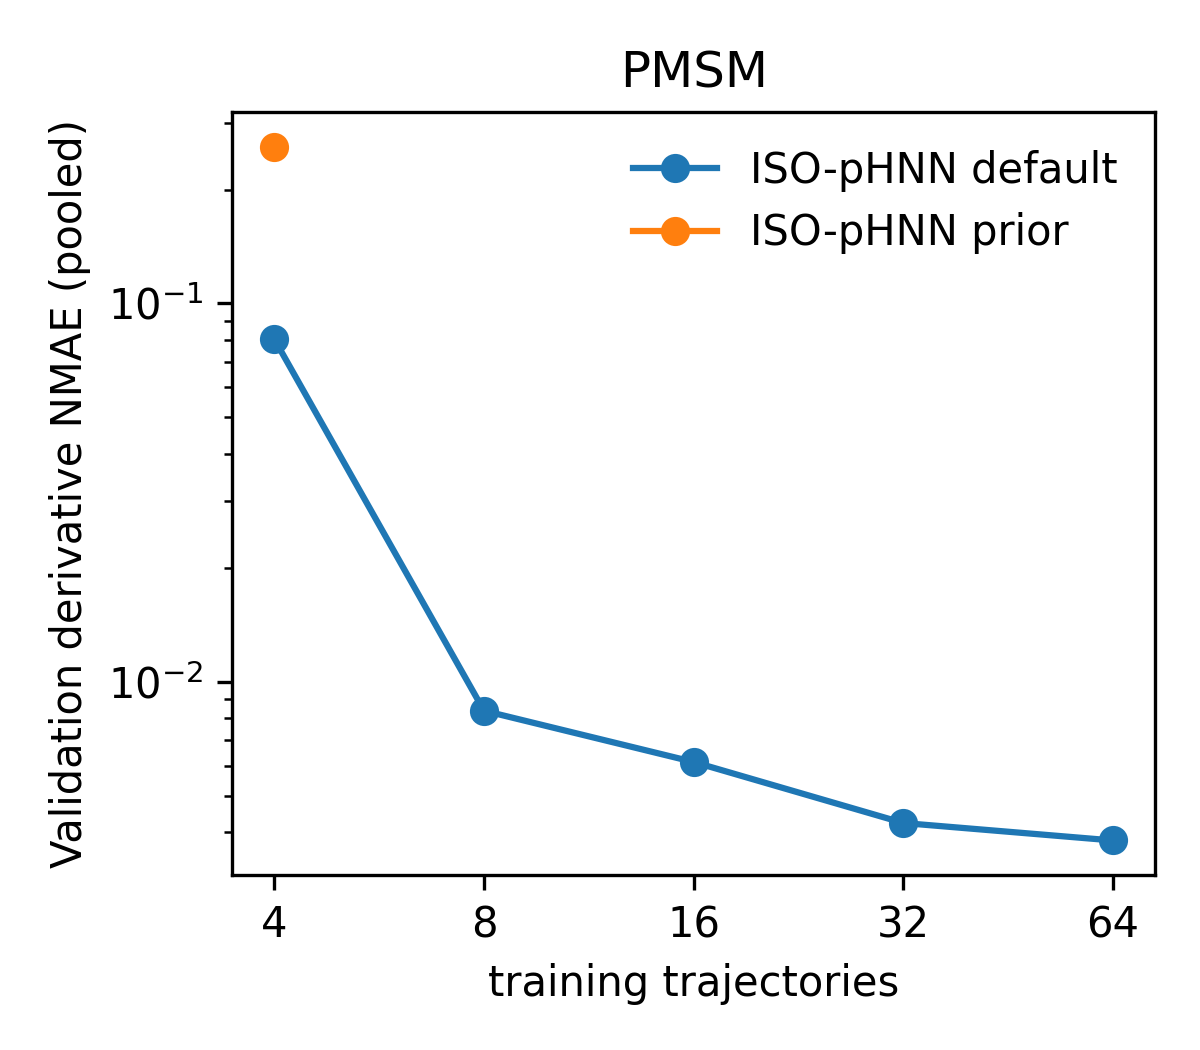 PMSM
Validation derivative NMAE (pooled)
ISO-pHNN default
ISO-pHNN prior
10⁻¹
10⁻²
4 8 16 32 64
training trajectories